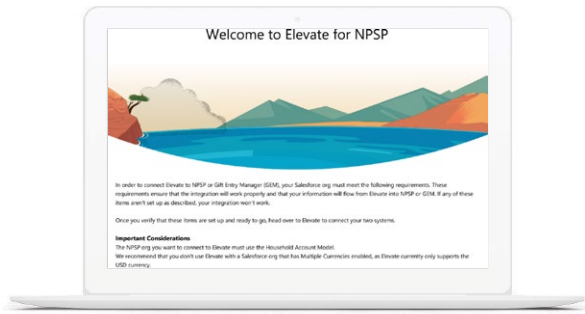 Welcome to Elevate for NPSP
In order to connect Elevate to NPSP or Gift Entry Manager (GEM), your Salesforce org must meet the following requirements. These
requirements ensure that the integration will work properly and that your information will flow from Elevate into NPSP or GEM. If any of these
items aren't set up as described, your integration won't work.
Once you verify that these items are set up and ready to go, head over to Elevate to connect your two systems.
Important Considerations
The NPSP org you want to connect to Elevate must use the Household Account Model.
We recommend that you don't use Elevate with a Salesforce org that has Multiple Currencies enabled, as Elevate currently only supports the
USD currency.